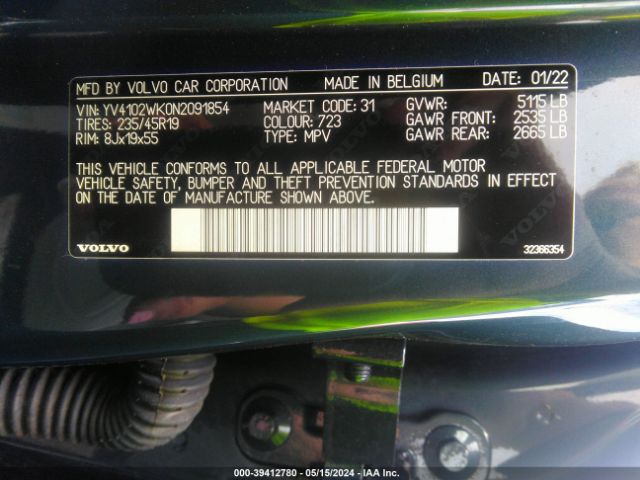 MFD BY VOLVO CAR CORPORATION MADE IN BELGIUM DATE: 01/22
VIN: YV4102WK0N2091854 MARKET CODE: 31 GVWR: 5115 LB
TIRES: 235/45R19 COLOUR: 723 GAWR FRONT: 2535 LB
RIM: 8Jx19x55 TYPE: MPV GAWR REAR: 2665 LB
THIS VEHICLE CONFORMS TO ALL APPLICABLE FEDERAL MOTOR
VEHICLE SAFETY, BUMPER AND THEFT PREVENTION STANDARDS IN EFFECT
ON THE DATE OF MANUFACTURE SHOWN ABOVE.
VOLVO 32366354
000-39412780 - 05/15/2024 - IAA Inc.